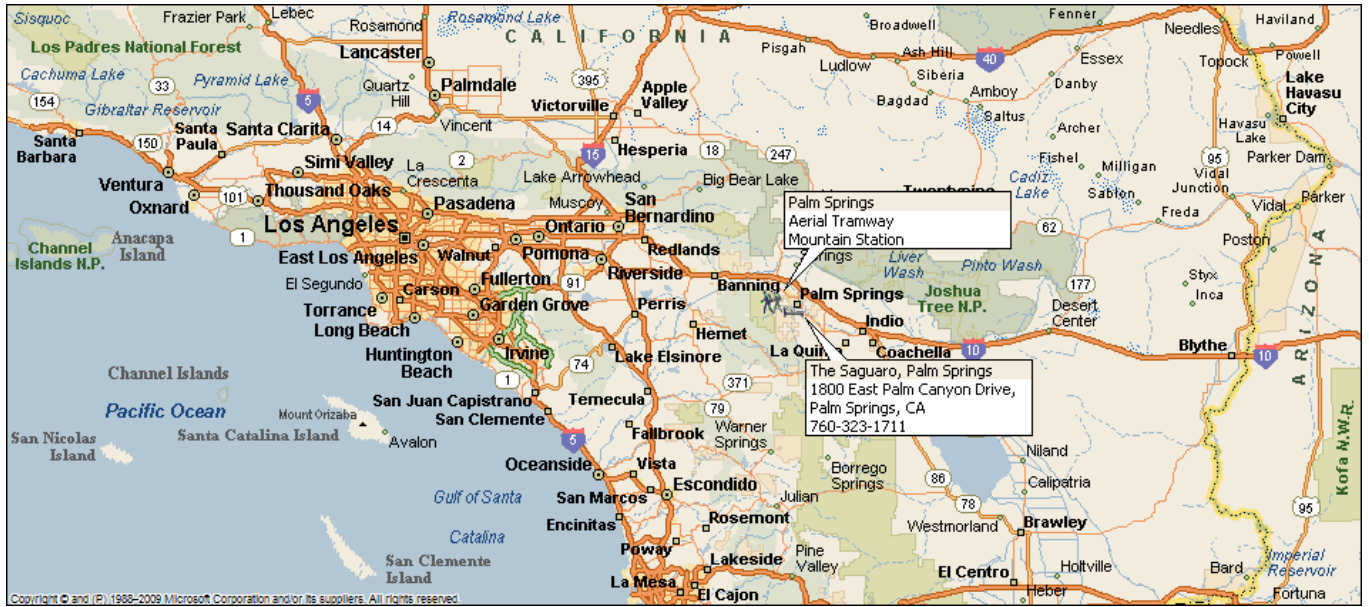 Sisquoc
Frazier Park
Lebec
Rosamond
Rosamond Lake
CALIFORNIA
Broadwell
Fenner
Needles
Haviland
Los Padres National Forest
Lancaster
Pisgah
Ash Hill
Essex
Topock
Powell
Cachuma Lake
33
Pyramid Lake
Quartz
Hill
Palmdale
395
Apple
Valley
Ludlow
Siberia
40
Danby
Lake
Havasu
City
154
Gibraltar Reservoir
5
14
Vincent
Victorville
Bagdad
Amboy
Saltus
Santa
Barbara
150
Santa
Paula
Santa Clarita
2
15
Hesperia
18
247
Archer
Havasu
Lake
Simi Valley
La
Crescenta
Lake Arrowhead
Big Bear Lake
Fishel
Milligan
95
Vidal
Junction
Parker Dam
Ventura
Oxnard
101
Thousand Oaks
Pasadena
Muscoy
San
Bernardino
Twentynine
Cadiz
Lake
Sablon
Freda
Vidal
Parker
Channel
Islands N.P.
Anacapa
Island
1
Los Angeles
Ontario
Palm Springs
Aerial Tramway
Mountain Station
62
Poston
East Los Angeles
Walnut
Pomona
Redlands
Springs
Liver
Wash
Pinto Wash
Styx
Inca
El Segundo
Carson
Fullerton
91
Riverside
Banning
Palm Springs
Joshua
Tree N.P.
177
Desert
Center
ARIZONA
Torrance
Long Beach
Garden Grove
Perris
Hemet
Indio
Coachella
10
Blythe
10
Huntington
Beach
Irvine
74
Lake Elsinore
La Quinta
Channel Islands
1
San Juan Capistrano
San Clemente
Temecula
371
79
The Saguaro, Palm Springs
1800 East Palm Canyon Drive,
Palm Springs, CA
760-323-1711
Pacific Ocean
Mount Orizaba
Santa Catalina Island
Avalon
5
Fallbrook
Warner
Springs
San Nicolas
Island
Oceanside
Vista
Borrego
Springs
Niland
Calipatria
Kofa N.W.R.
Gulf of Santa
Catalina
San Marcos
Escondido
Julian
86
78
95
Encinitas
Rosemont
Westmorland
Brawley
San Clemente
Island
Poway
Lakeside
Pine
Valley
El Centro
Holtville
Bard
Imperial
Reservoir
La Mesa
El Cajon
Heber
Fortuna
Copyright © and (P) 1988–2009 Microsoft Corporation and/or its suppliers. All rights reserved.